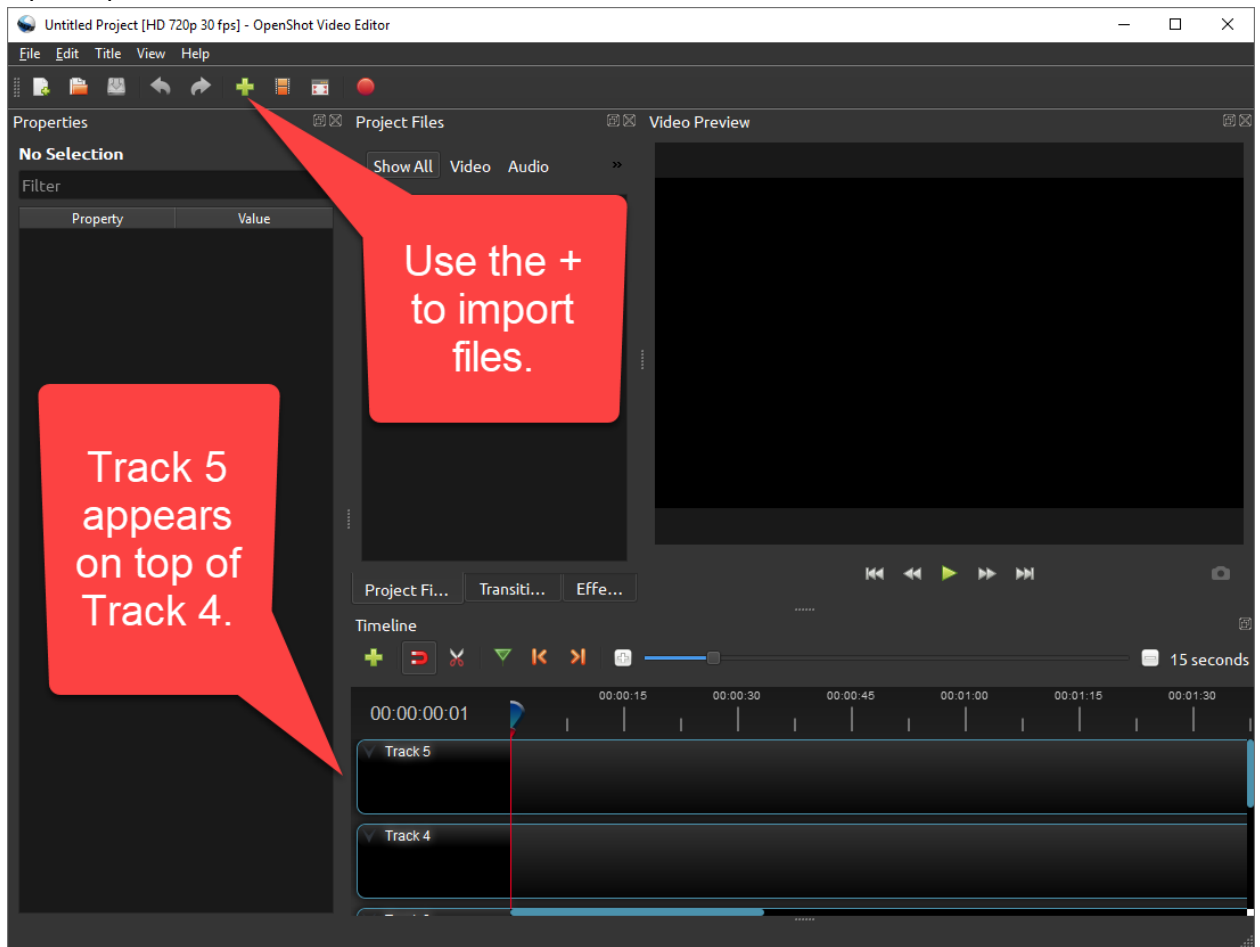 Untitled Project [HD 720p 30 fps] - OpenShot Video Editor
File Edit Title View Help
Properties
Project Files
Video Preview
No Selection
Show All Video Audio »
Filter
Property Value
Use the +
to import
files.
Track 5
appears
on top of
Track 4.
Project Fi... Transiti... Effe...
Timeline
15 seconds
00:00:15 00:00:30 00:00:45 00:01:00 00:01:15 00:01:30
00:00:00:01
Track 5
Track 4